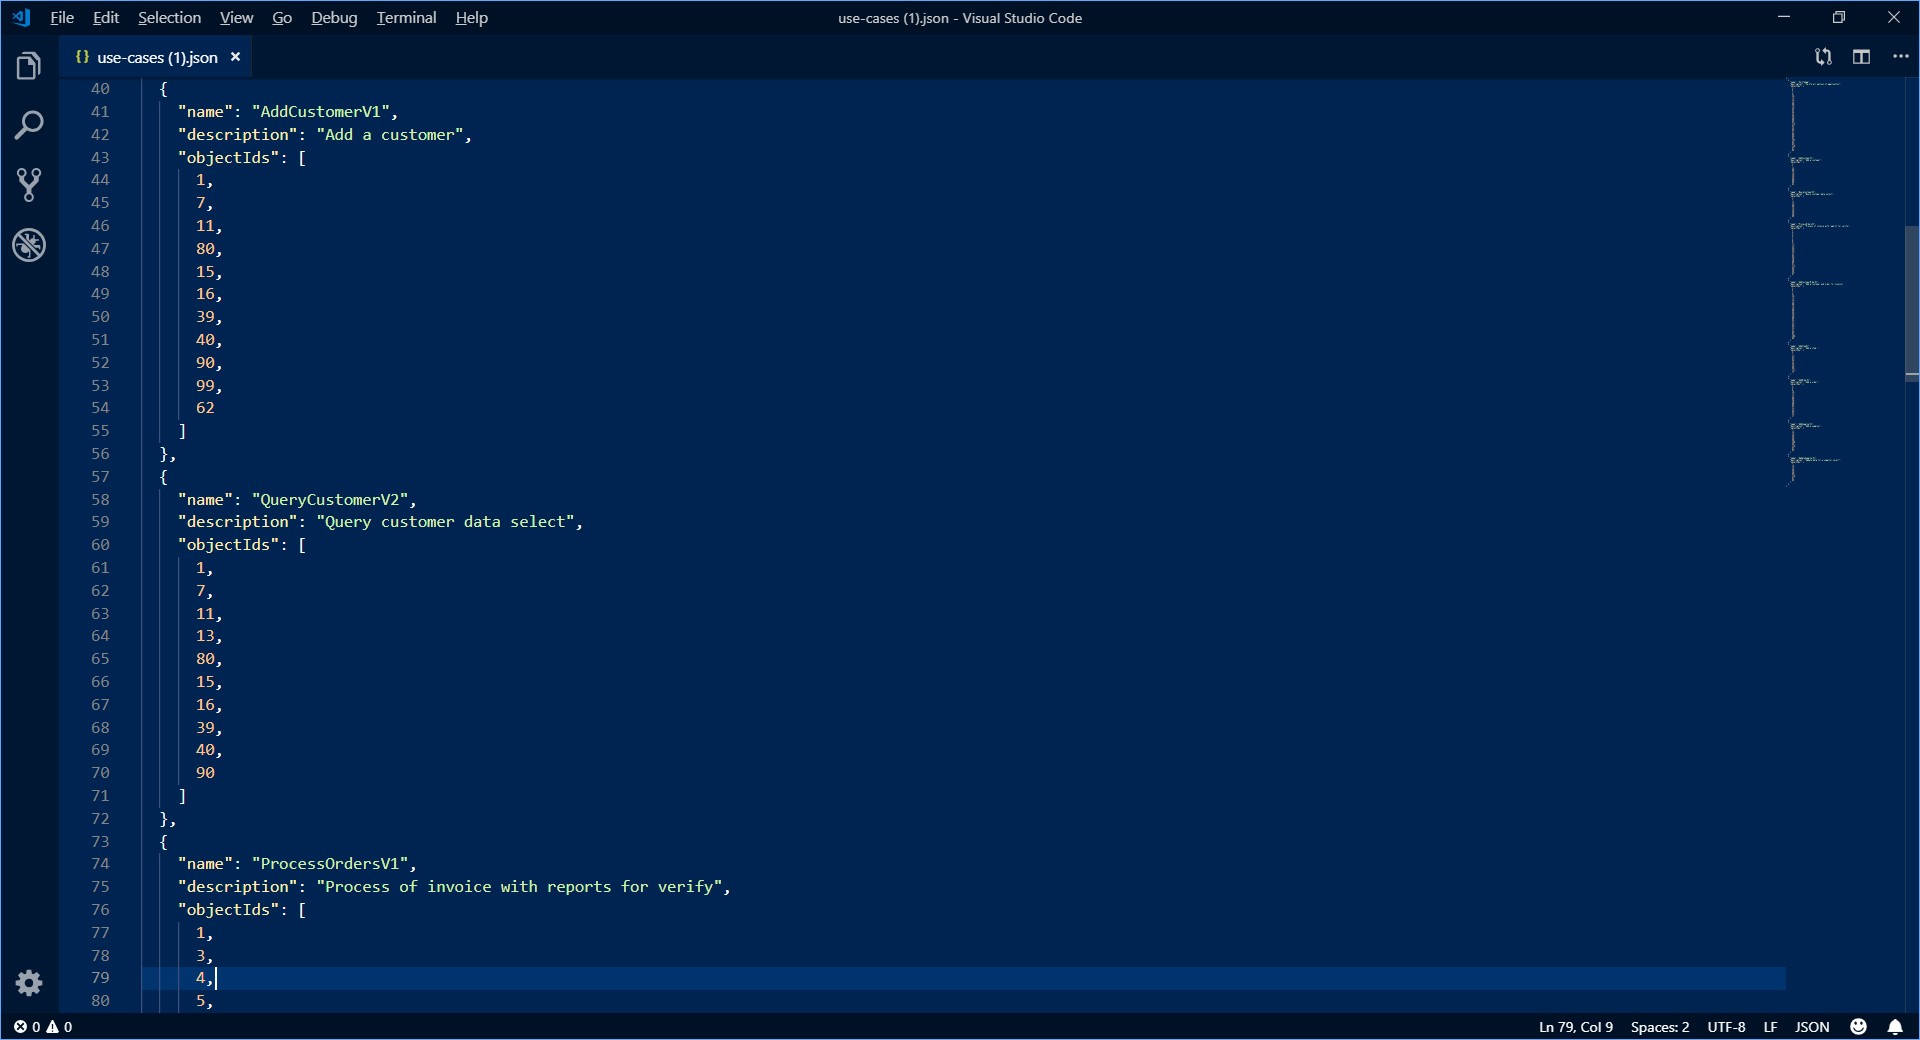 File Edit Selection View Go Debug Terminal Help
use-cases (1).json - Visual Studio Code
{} use-cases (1).json ×
40 {
41 "name": "AddCustomerV1",
42 "description": "Add a customer",
43 "objectIds": [
44 1,
45 7,
46 11,
47 80,
48 15,
49 16,
50 39,
51 40,
52 90,
53 99,
54 62
55 ]
56 },
57 {
58 "name": "QueryCustomerV2",
59 "description": "Query customer data select",
60 "objectIds": [
61 1,
62 7,
63 11,
64 13,
65 80,
66 15,
67 16,
68 39,
69 40,
70 90
71 ]
72 },
73 {
74 "name": "ProcessOrdersV1",
75 "description": "Process of invoice with reports for verify",
76 "objectIds": [
77 1,
78 3,
79 4,
80 5,
0 0
Ln 79, Col 9 Spaces: 2 UTF-8 LF JSON